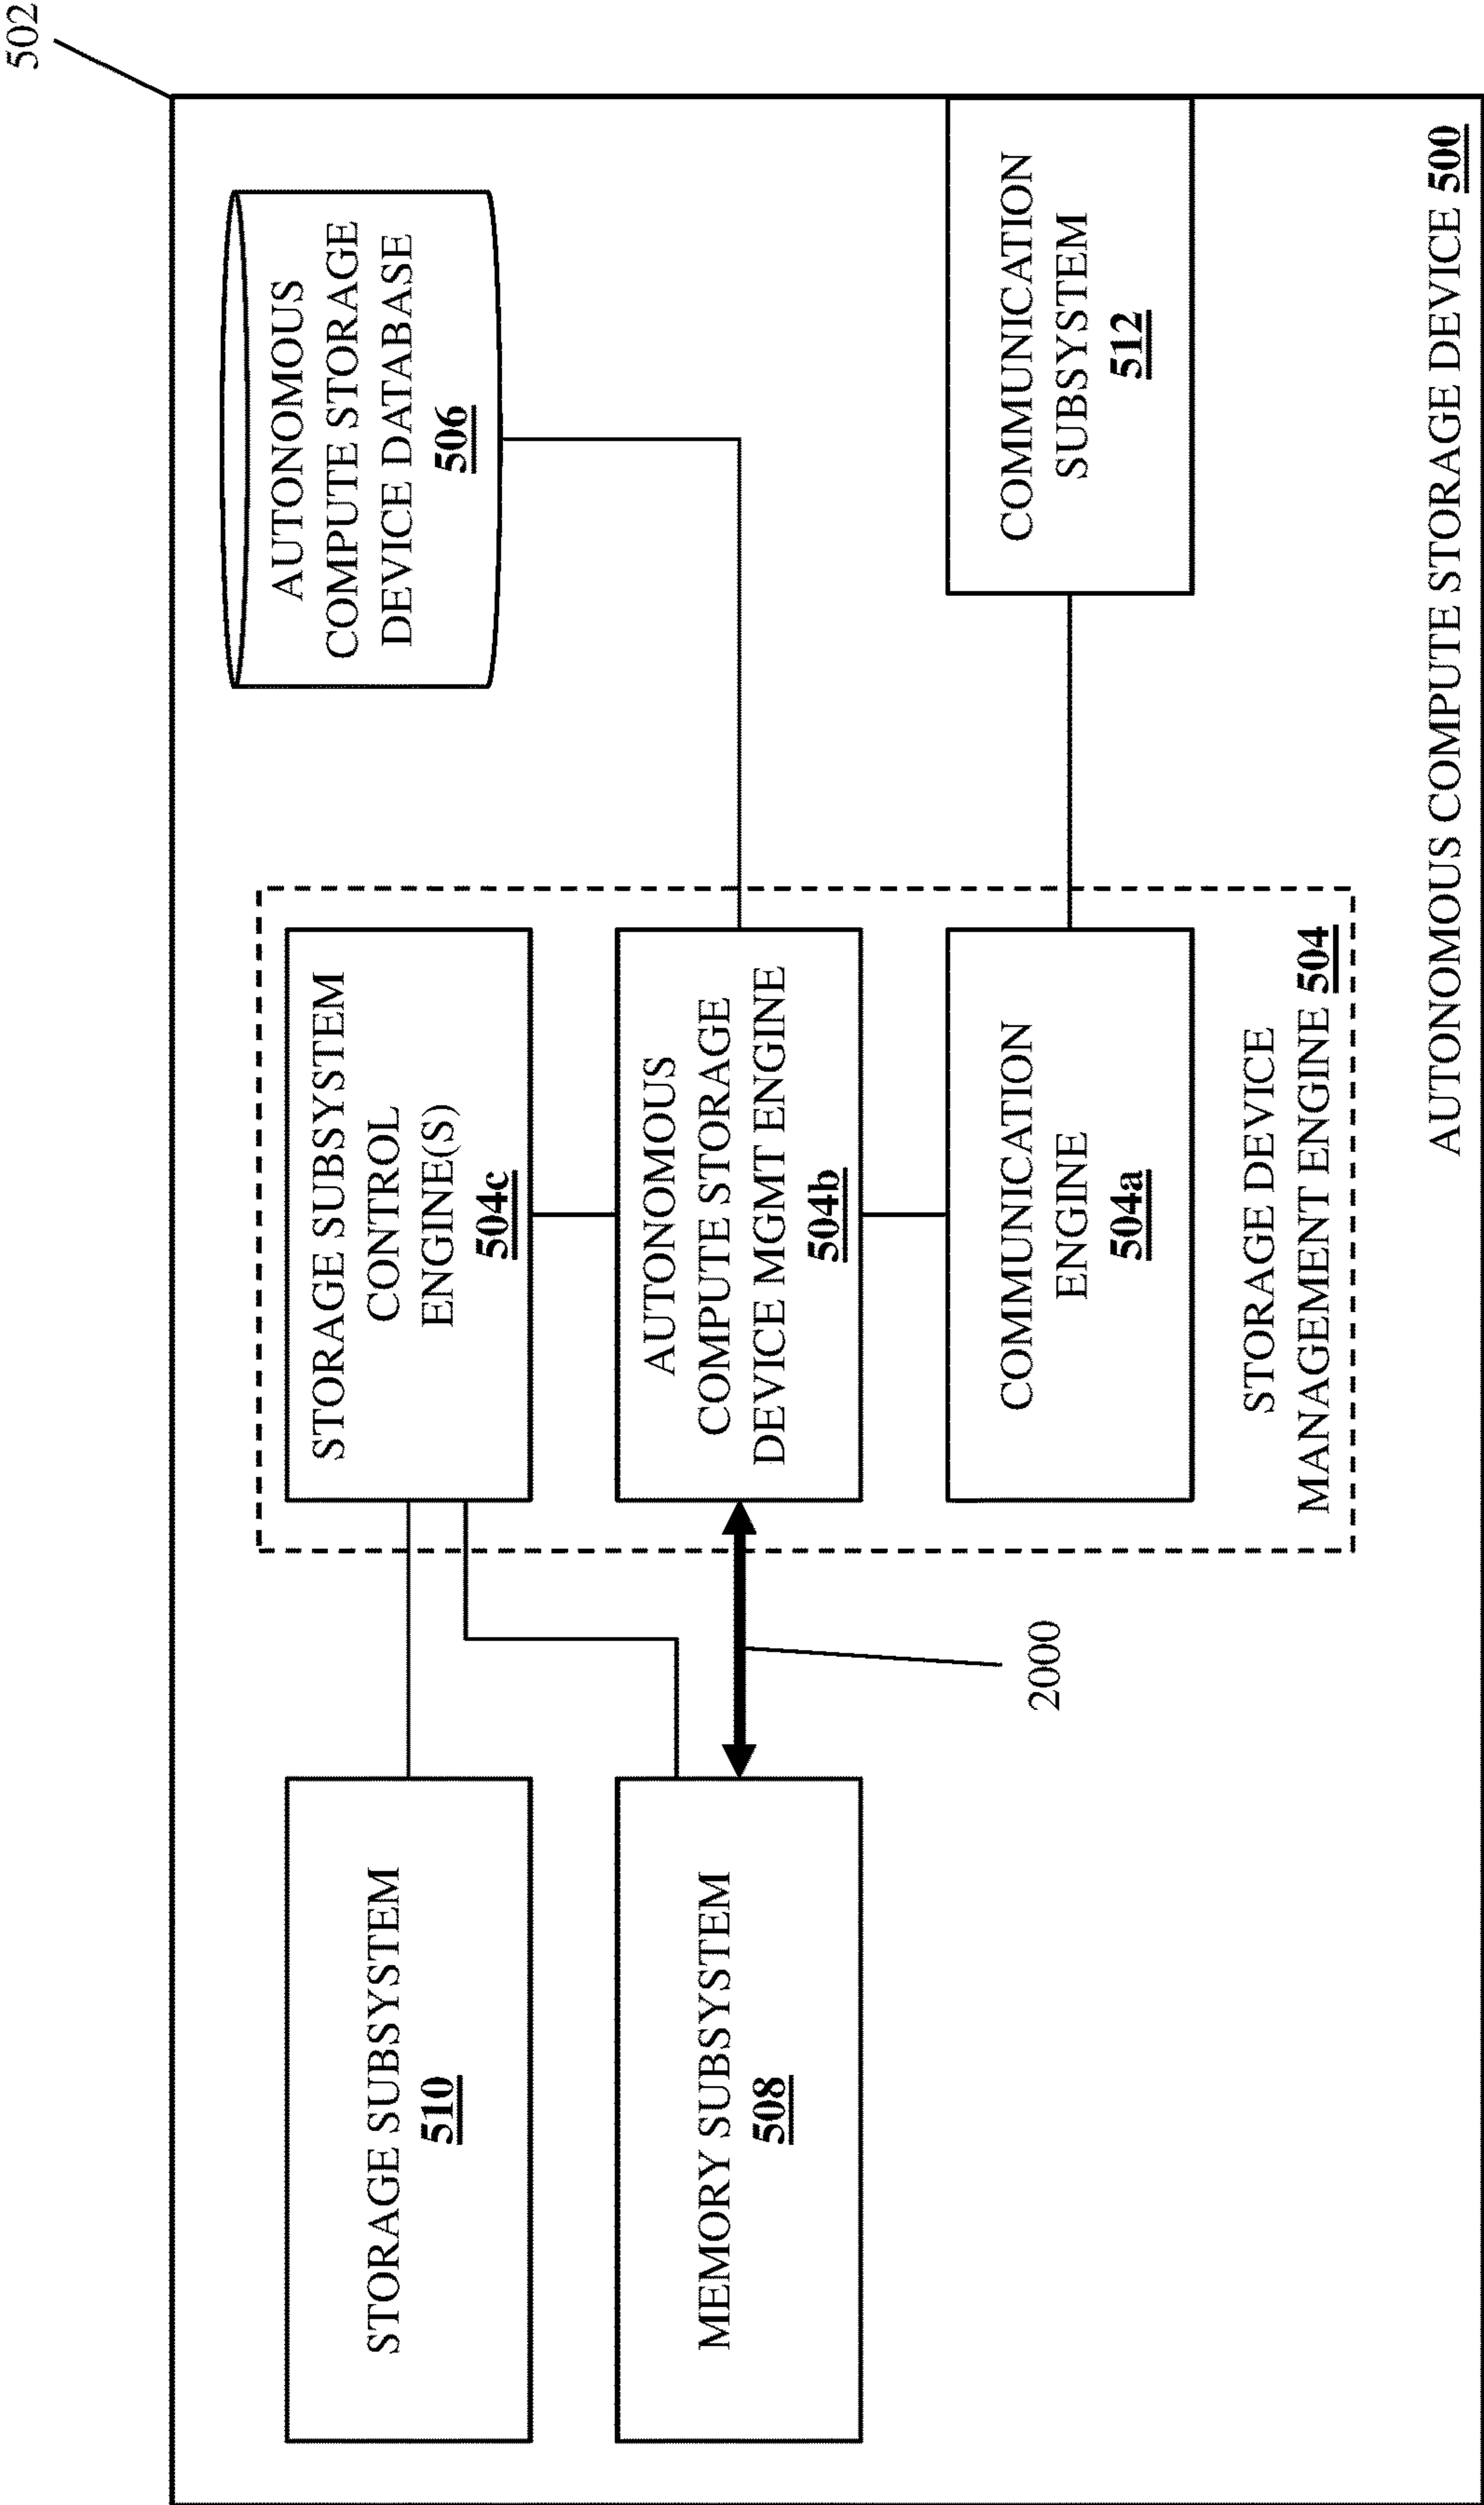 502
AUTONOMOUS
COMPUTE STORAGE
DEVICE DATABASE
506
COMMUNICATION
SUBSYSTEM
512
STORAGE SUBSYSTEM
CONTROL
ENGINE(S)
504c
AUTONOMOUS
COMPUTE STORAGE
DEVICE MGMT ENGINE
504b
COMMUNICATION
ENGINE
504a
STORAGE DEVICE
MANAGEMENT ENGINE 504
2000
STORAGE SUBSYSTEM
510
MEMORY SUBSYSTEM
508
AUTONOMOUS COMPUTE STORAGE DEVICE 500